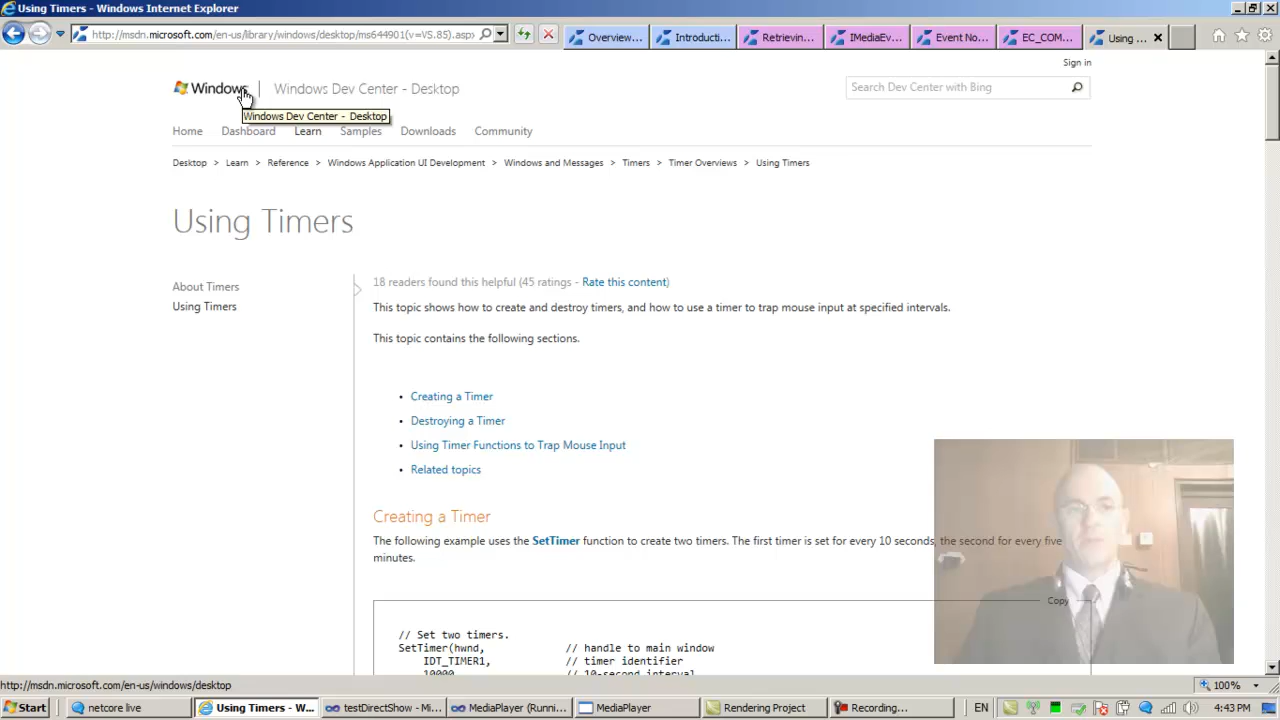 Using Timers - Windows Internet Explorer
http://msdn.microsoft.com/en-us/library/windows/desktop/ms644901(v=VS.85).aspx
Overview... Introducti... Retrievin... IMediaEv... Event No... EC_COM... Using ...
Sign in
Windows Windows Dev Center - Desktop
Search Dev Center with Bing
Windows Dev Center - Desktop
Home Dashboard Learn Samples Downloads Community
Desktop > Learn > Reference > Windows Application UI Development > Windows and Messages > Timers > Timer Overviews > Using Timers
Using Timers
About Timers
Using Timers
18 readers found this helpful (45 ratings - Rate this content)
This topic shows how to create and destroy timers, and how to use a timer to trap mouse input at specified intervals.
This topic contains the following sections.
• Creating a Timer
• Destroying a Timer
• Using Timer Functions to Trap Mouse Input
• Related topics
Creating a Timer
The following example uses the SetTimer function to create two timers. The first timer is set for every 10 seconds, the second for every five
minutes.
Copy
// Set two timers.
SetTimer(hwnd, // handle to main window
IDT_TIMER1, // timer identifier
10000, // 10-second interval
http://msdn.microsoft.com/en-us/windows/desktop
100%
Start netcore live Using Timers - W... testDirectShow - Mi... MediaPlayer (Runni... MediaPlayer Rendering Project Recording... EN 4:43 PM